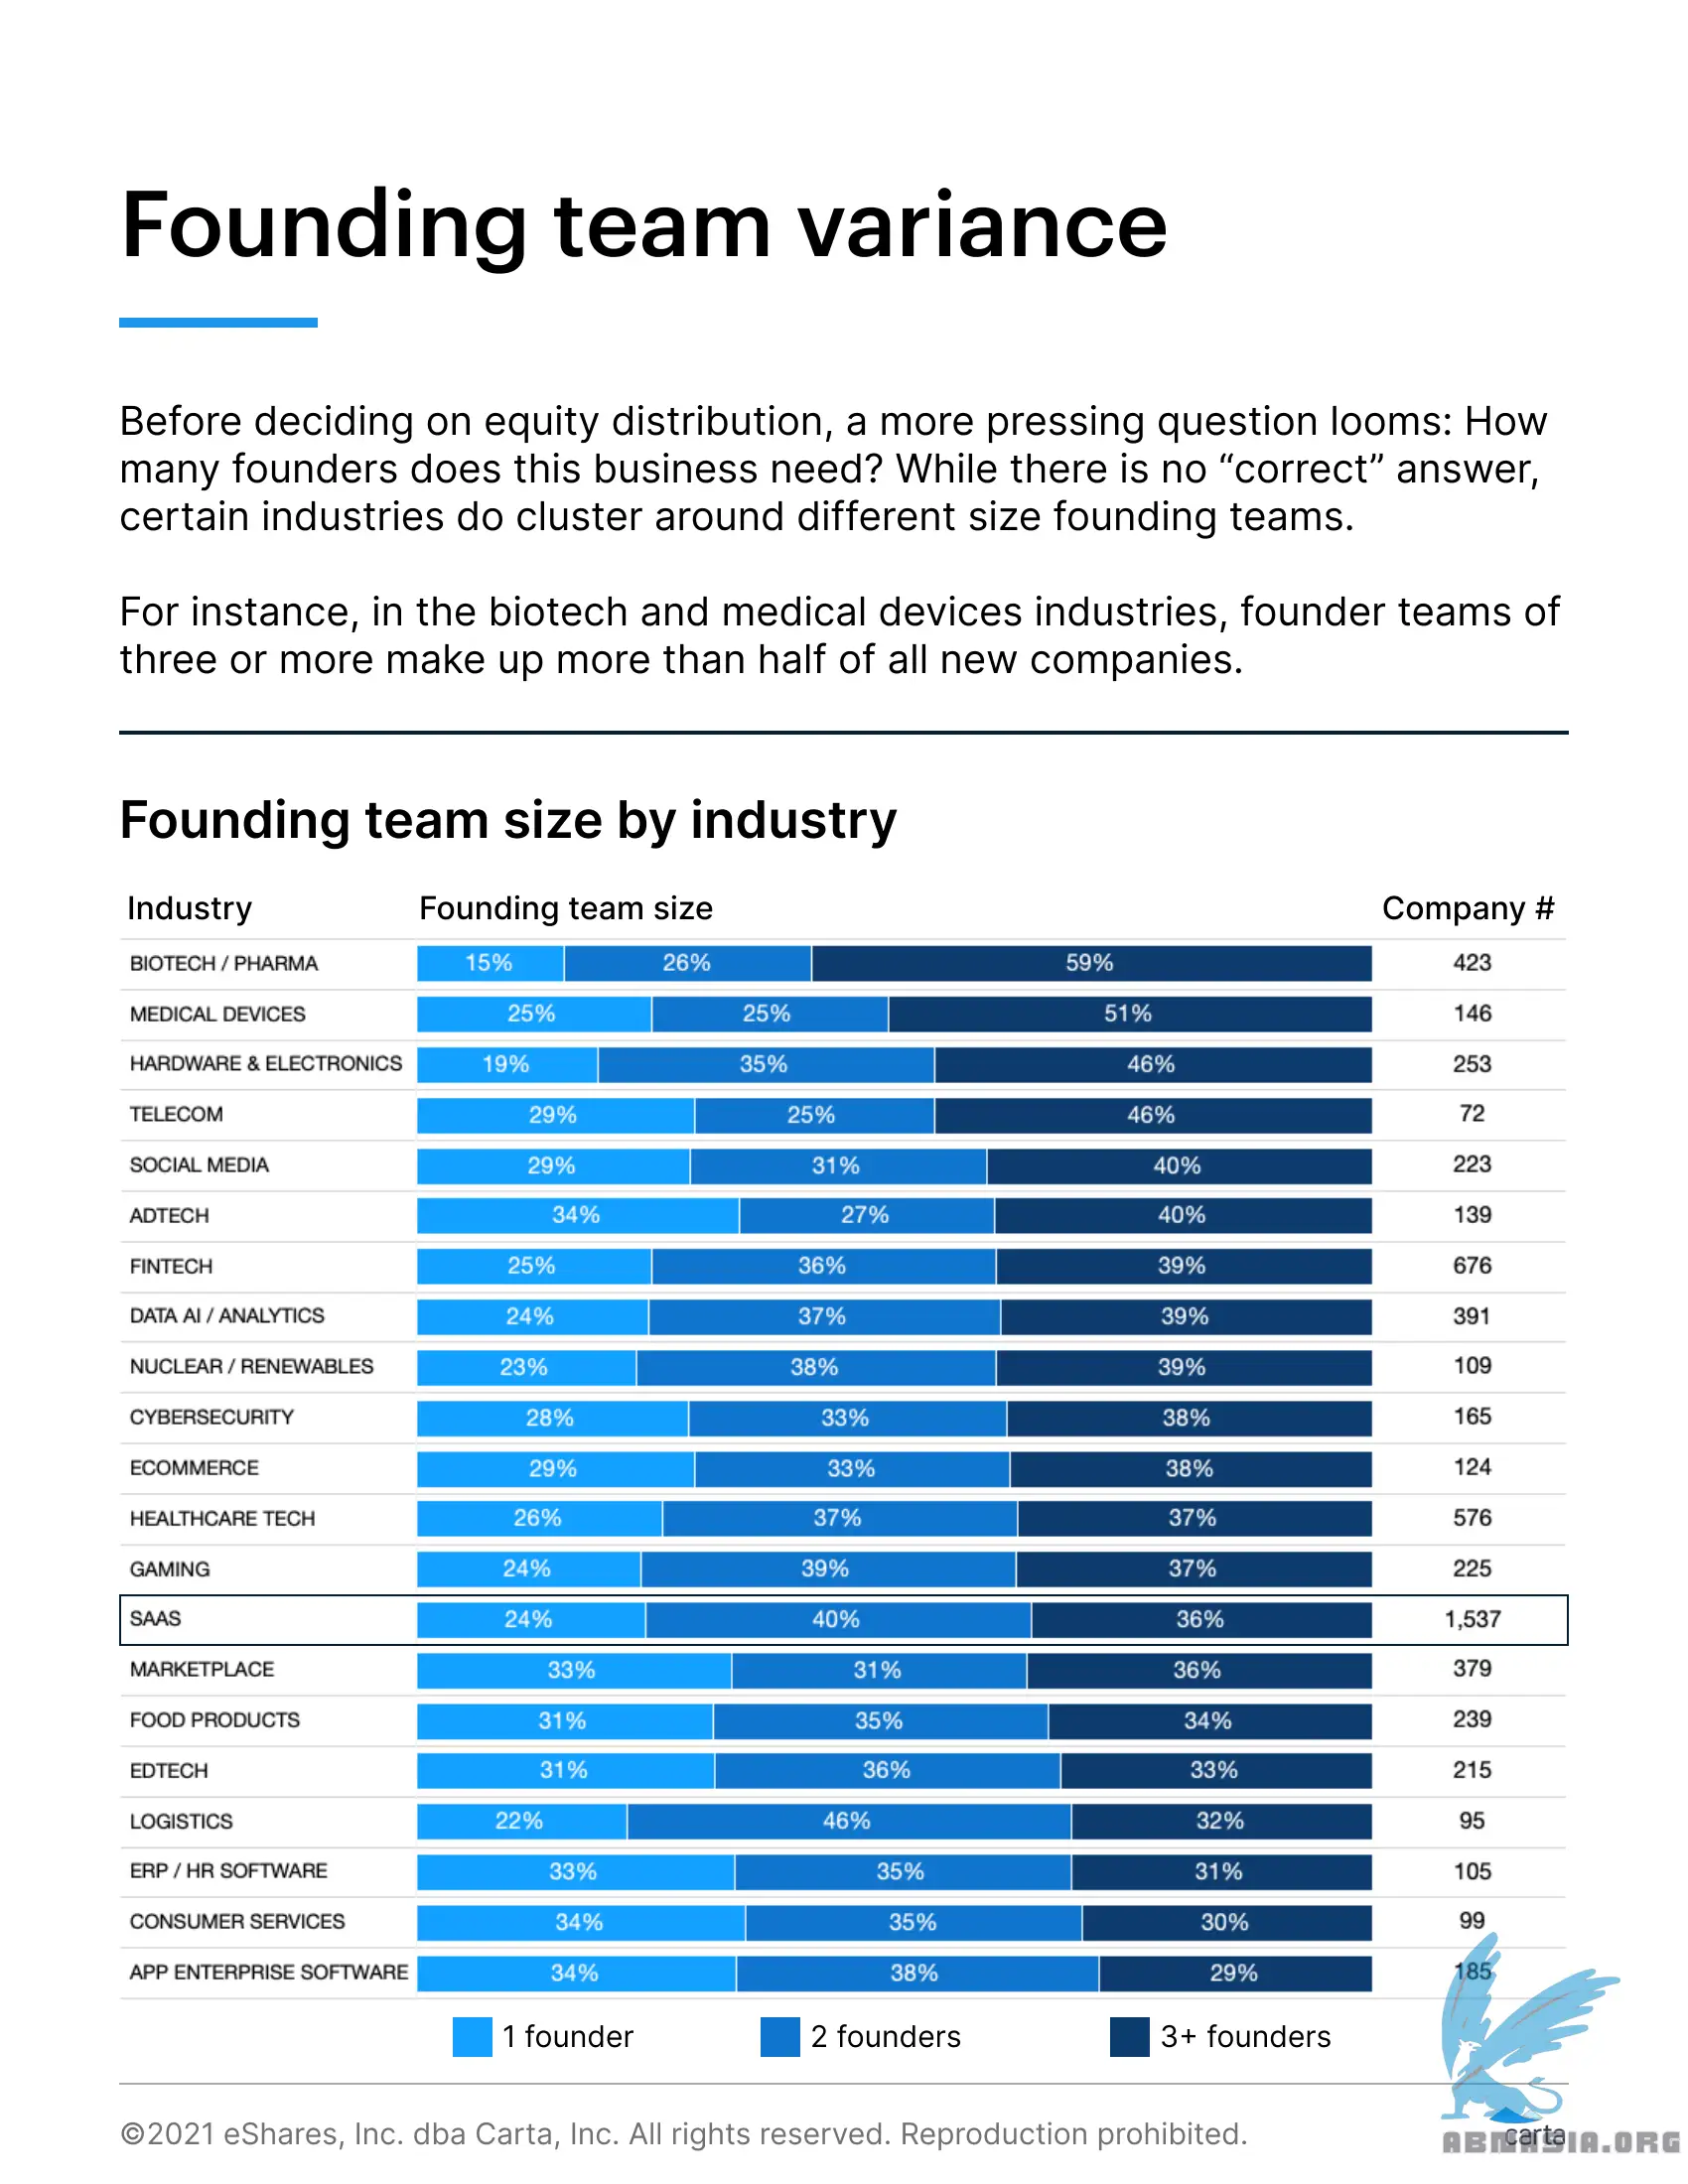 Founding team variance
Before deciding on equity distribution, a more pressing question looms: How
many founders does this business need? While there is no “correct” answer,
certain industries do cluster around different size founding teams.
For instance, in the biotech and medical devices industries, founder teams of
three or more make up more than half of all new companies.
Founding team size by industry
Industry Founding team size Company #
BIOTECH / PHARMA 15% 26% 59% 423
MEDICAL DEVICES 25% 25% 51% 146
HARDWARE & ELECTRONICS 19% 35% 46% 253
TELECOM 29% 25% 46% 72
SOCIAL MEDIA 29% 31% 40% 223
ADTECH 34% 27% 40% 139
FINTECH 25% 36% 39% 676
DATA AI / ANALYTICS 24% 37% 39% 391
NUCLEAR / RENEWABLES 23% 38% 39% 109
CYBERSECURITY 28% 33% 38% 165
ECOMMERCE 29% 33% 38% 124
HEALTHCARE TECH 26% 37% 37% 576
GAMING 24% 39% 37% 225
SAAS 24% 40% 36% 1,537
MARKETPLACE 33% 31% 36% 379
FOOD PRODUCTS 31% 35% 34% 239
EDTECH 31% 36% 33% 215
LOGISTICS 22% 46% 32% 95
ERP / HR SOFTWARE 33% 35% 31% 105
CONSUMER SERVICES 34% 35% 30% 99
APP ENTERPRISE SOFTWARE 34% 38% 29% 185
1 founder 2 founders 3+ founders
©2021 eShares, Inc. dba Carta, Inc. All rights reserved. Reproduction prohibited.
carta
ABMASIA.ORG